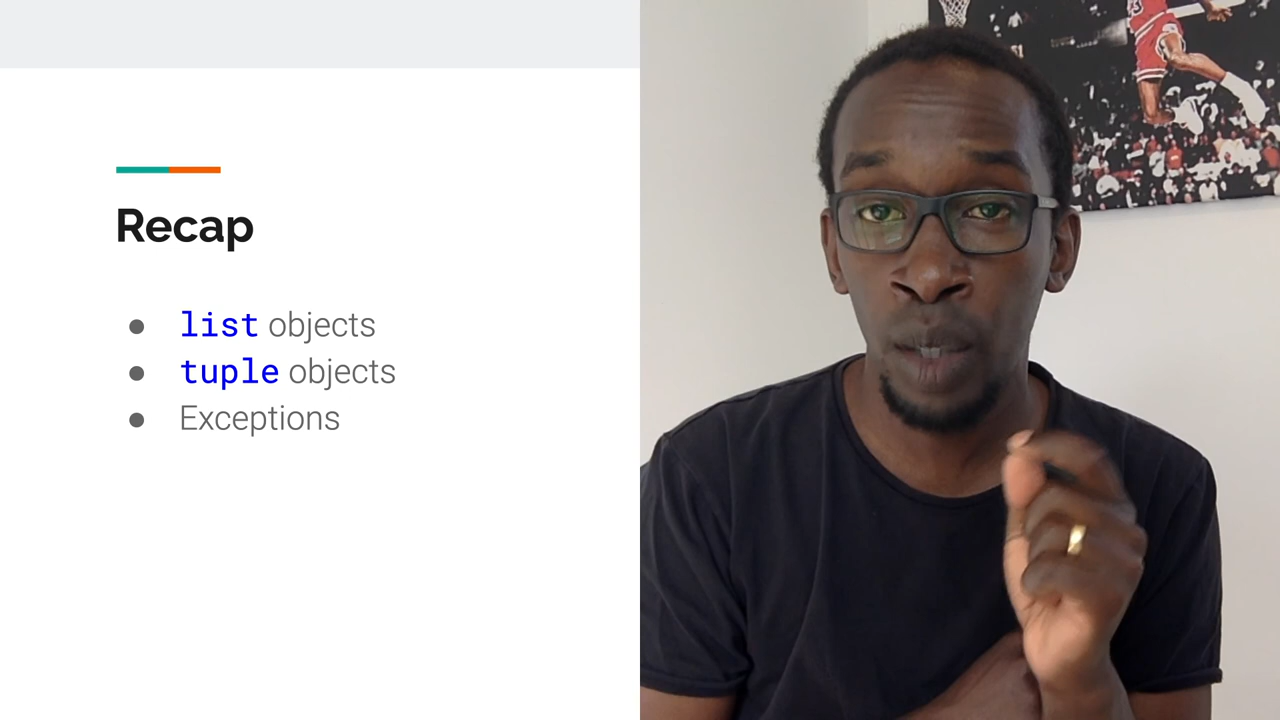 Recap
● list objects
● tuple objects
● Exceptions